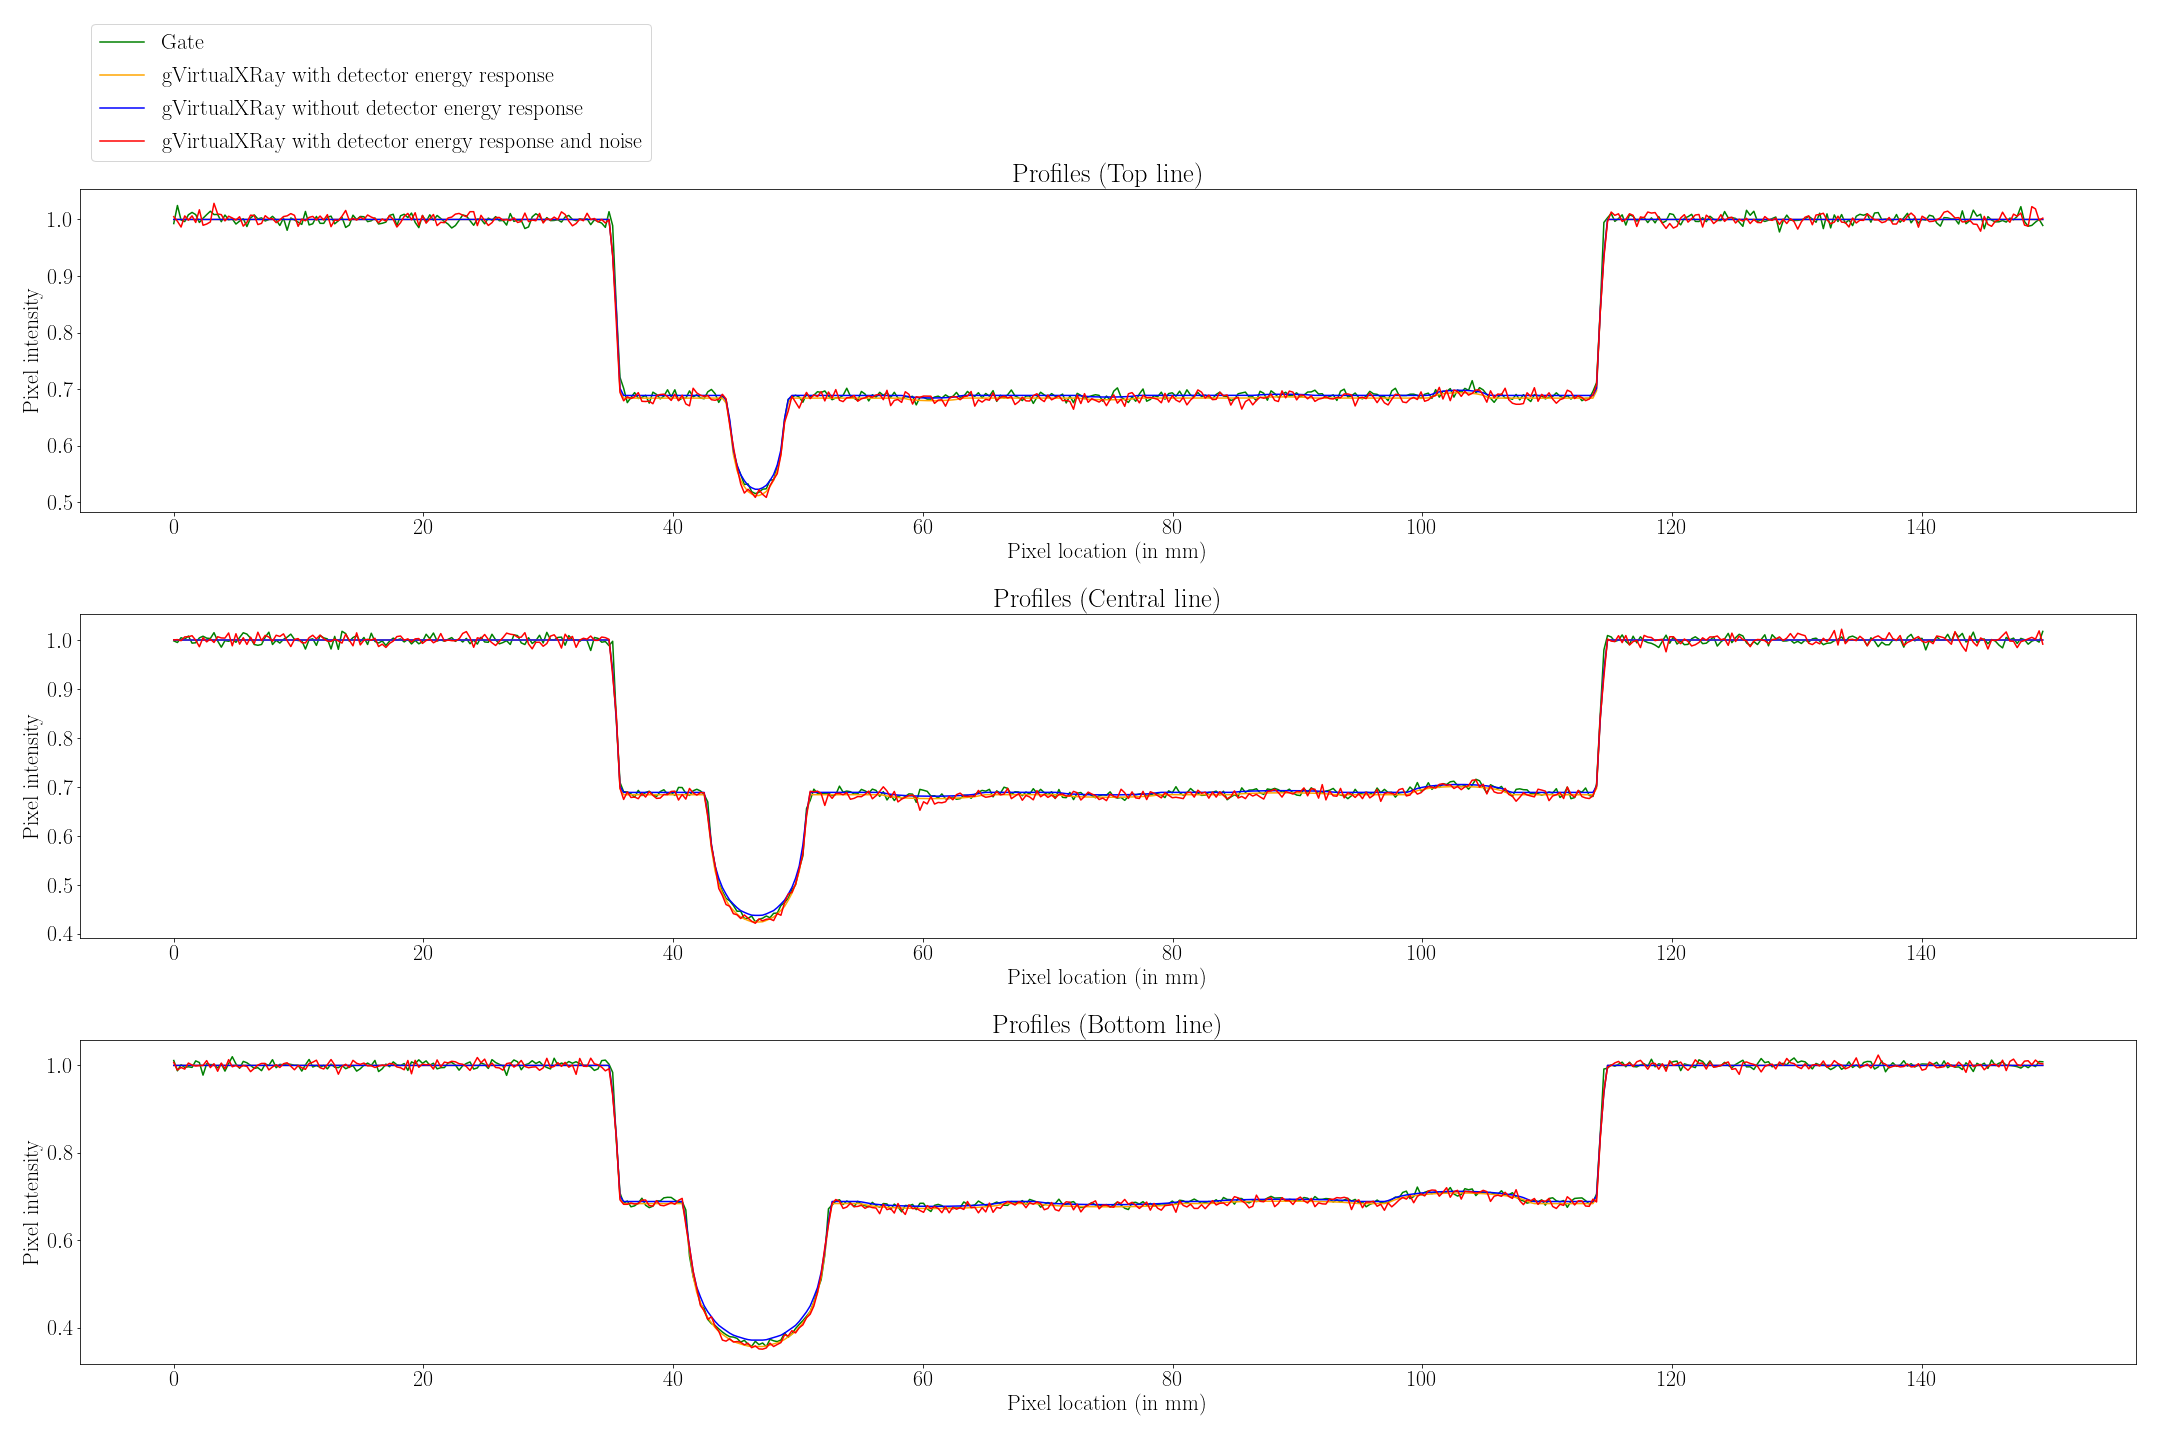 Gate
gVirtualXRay with detector energy response
gVirtualXRay without detector energy response
gVirtualXRay with detector energy response and noise
Profiles (Top line)
Pixel intensity
1.0
0.9
0.8
0.7
0.6
0.5
0 20 40 60 80 100 120 140
Pixel location (in mm)
Profiles (Central line)
Pixel intensity
1.0
0.9
0.8
0.7
0.6
0.5
0.4
0 20 40 60 80 100 120 140
Pixel location (in mm)
Profiles (Bottom line)
Pixel intensity
1.0
0.8
0.6
0.4
0 20 40 60 80 100 120 140
Pixel location (in mm)